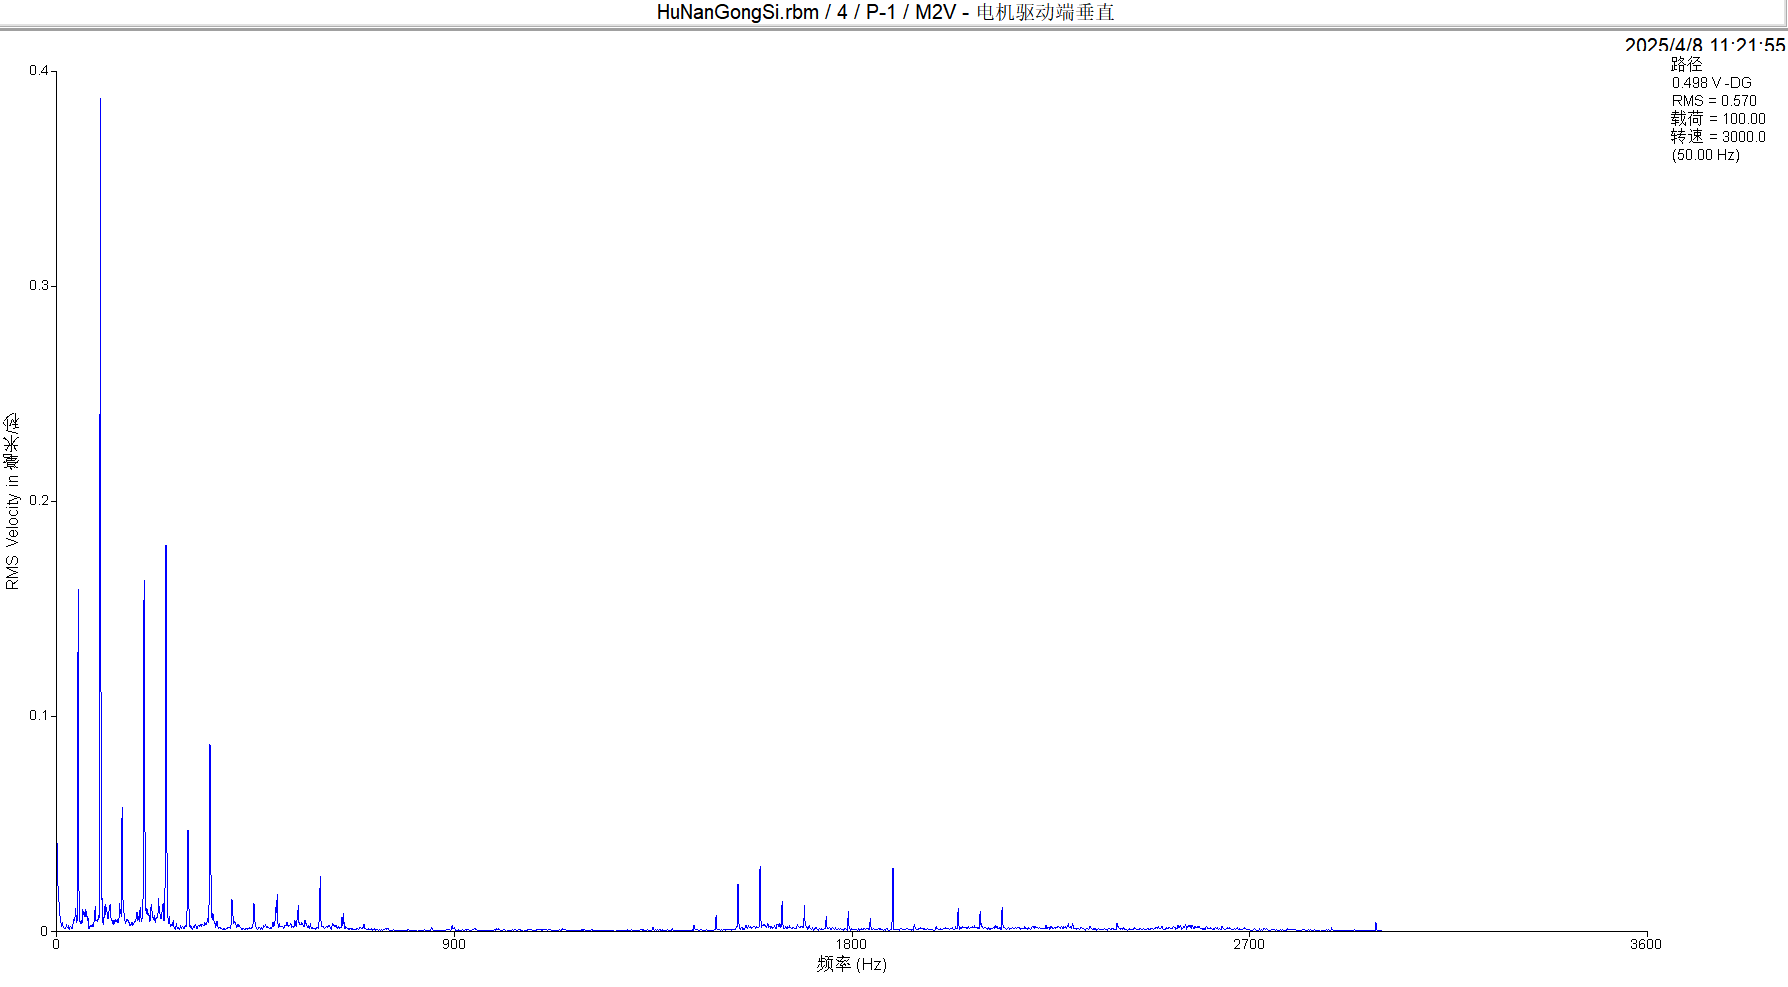 HuNanGongSi.rbm / 4 / P-1 / M2V - 电机驱动端垂直
2025/4/8 11:21:55
路径
0.498 V -DG
RMS = 0.570
载荷 = 100.00
转速 = 3000.0
(50.00 Hz)
0.4
0.3
0.2
0.1
0
RMS Velocity in 毫米/秒
0
900
1800
2700
3600
频率 (Hz)